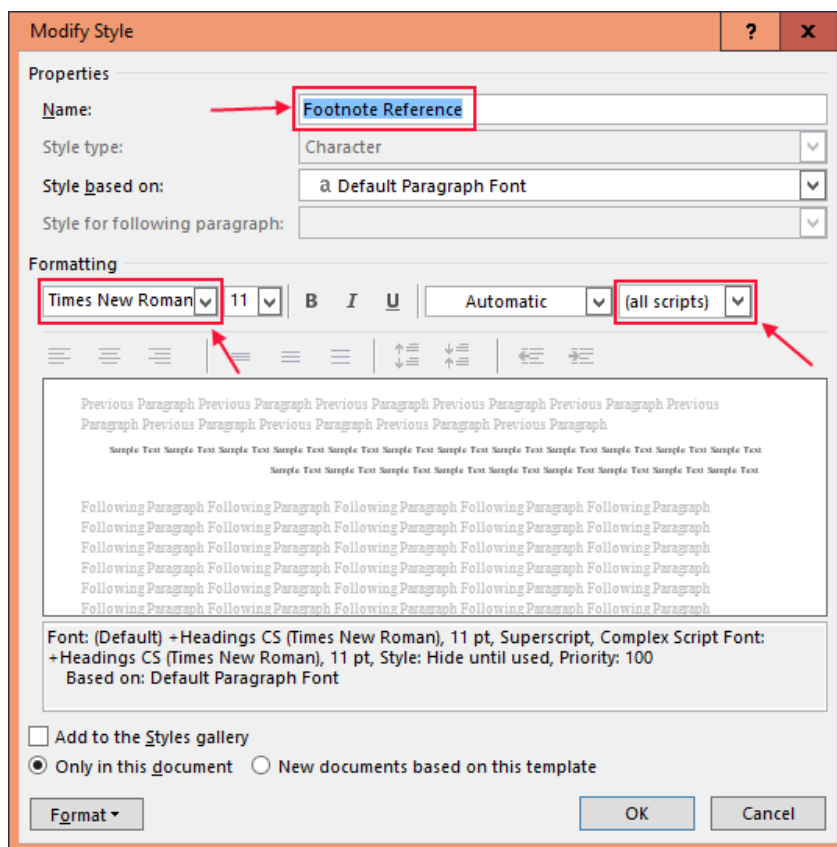 Modify Style
?
x
Properties
Name:
Footnote Reference
Style type:
Character
Style based on:
a Default Paragraph Font
Style for following paragraph:
Formatting
Times New Roman 11 B I U Automatic (all scripts)
Previous Paragraph Previous Paragraph Previous Paragraph Previous Paragraph Previous Paragraph Previous
Paragraph Previous Paragraph Previous Paragraph Previous Paragraph Previous Paragraph
Sample Text Sample Text Sample Text Sample Text Sample Text Sample Text Sample Text Sample Text Sample Text Sample Text Sample Text Sample Text
Sample Text Sample Text Sample Text Sample Text Sample Text Sample Text Sample Text Sample Text Sample Text
Following Paragraph Following Paragraph Following Paragraph Following Paragraph Following Paragraph
Following Paragraph Following Paragraph Following Paragraph Following Paragraph Following Paragraph
Following Paragraph Following Paragraph Following Paragraph Following Paragraph Following Paragraph
Following Paragraph Following Paragraph Following Paragraph Following Paragraph Following Paragraph
Following Paragraph Following Paragraph Following Paragraph Following Paragraph Following Paragraph
Following Paragraph Following Paragraph Following Paragraph Following Paragraph Following Paragraph
Font: (Default) +Headings CS (Times New Roman), 11 pt, Superscript, Complex Script Font:
+Headings CS (Times New Roman), 11 pt, Style: Hide until used, Priority: 100
Based on: Default Paragraph Font
Add to the Styles gallery
Only in this document New documents based on this template
Format
OK
Cancel